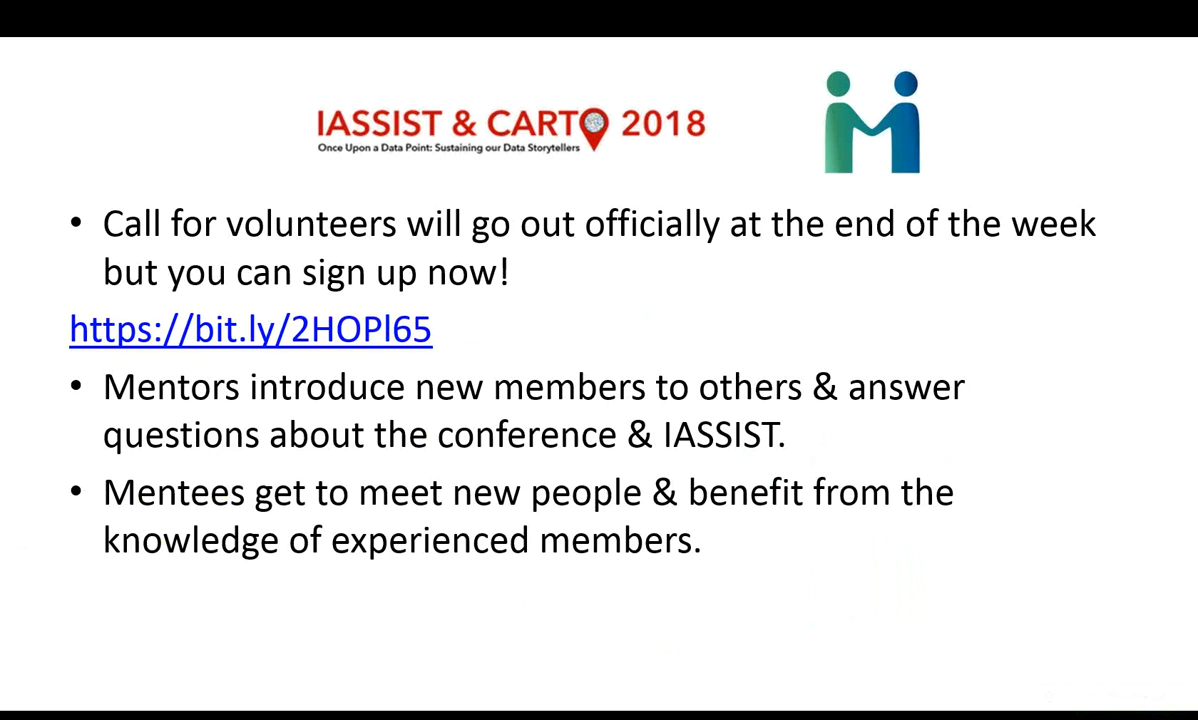 IASSIST & CARTO 2018
Once Upon a Data Point: Sustaining our Data Storytellers
• Call for volunteers will go out officially at the end of the week
but you can sign up now!
https://bit.ly/2HOPl65
• Mentors introduce new members to others & answer
questions about the conference & IASSIST.
• Mentees get to meet new people & benefit from the
knowledge of experienced members.